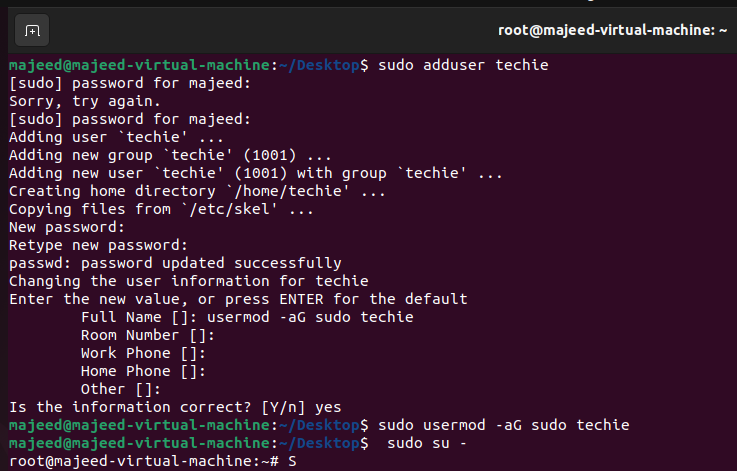 root@majeed-virtual-machine: ~
majeed@majeed-virtual-machine:~/Desktop$ sudo adduser techie
[sudo] password for majeed:
Sorry, try again.
[sudo] password for majeed:
Adding user `techie' ...
Adding new group `techie' (1001) ...
Adding new user `techie' (1001) with group `techie' ...
Creating home directory `/home/techie' ...
Copying files from `/etc/skel' ...
New password:
Retype new password:
passwd: password updated successfully
Changing the user information for techie
Enter the new value, or press ENTER for the default
        Full Name []: usermod -aG sudo techie
        Room Number []:
        Work Phone []:
        Home Phone []:
        Other []:
Is the information correct? [Y/n] yes
majeed@majeed-virtual-machine:~/Desktop$ sudo usermod -aG sudo techie
majeed@majeed-virtual-machine:~/Desktop$  sudo su -
root@majeed-virtual-machine:~# S